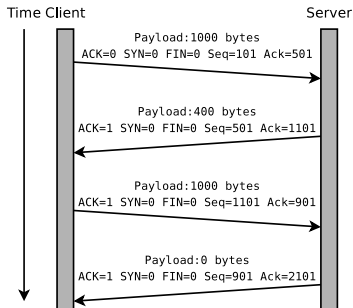 Time Client Server
Payload:1000 bytes
ACK=0 SYN=0 FIN=0 Seq=101 Ack=501
Payload:400 bytes
ACK=1 SYN=0 FIN=0 Seq=501 Ack=1101
Payload:1000 bytes
ACK=1 SYN=0 FIN=0 Seq=1101 Ack=901
Payload:0 bytes
ACK=1 SYN=0 FIN=0 Seq=901 Ack=2101